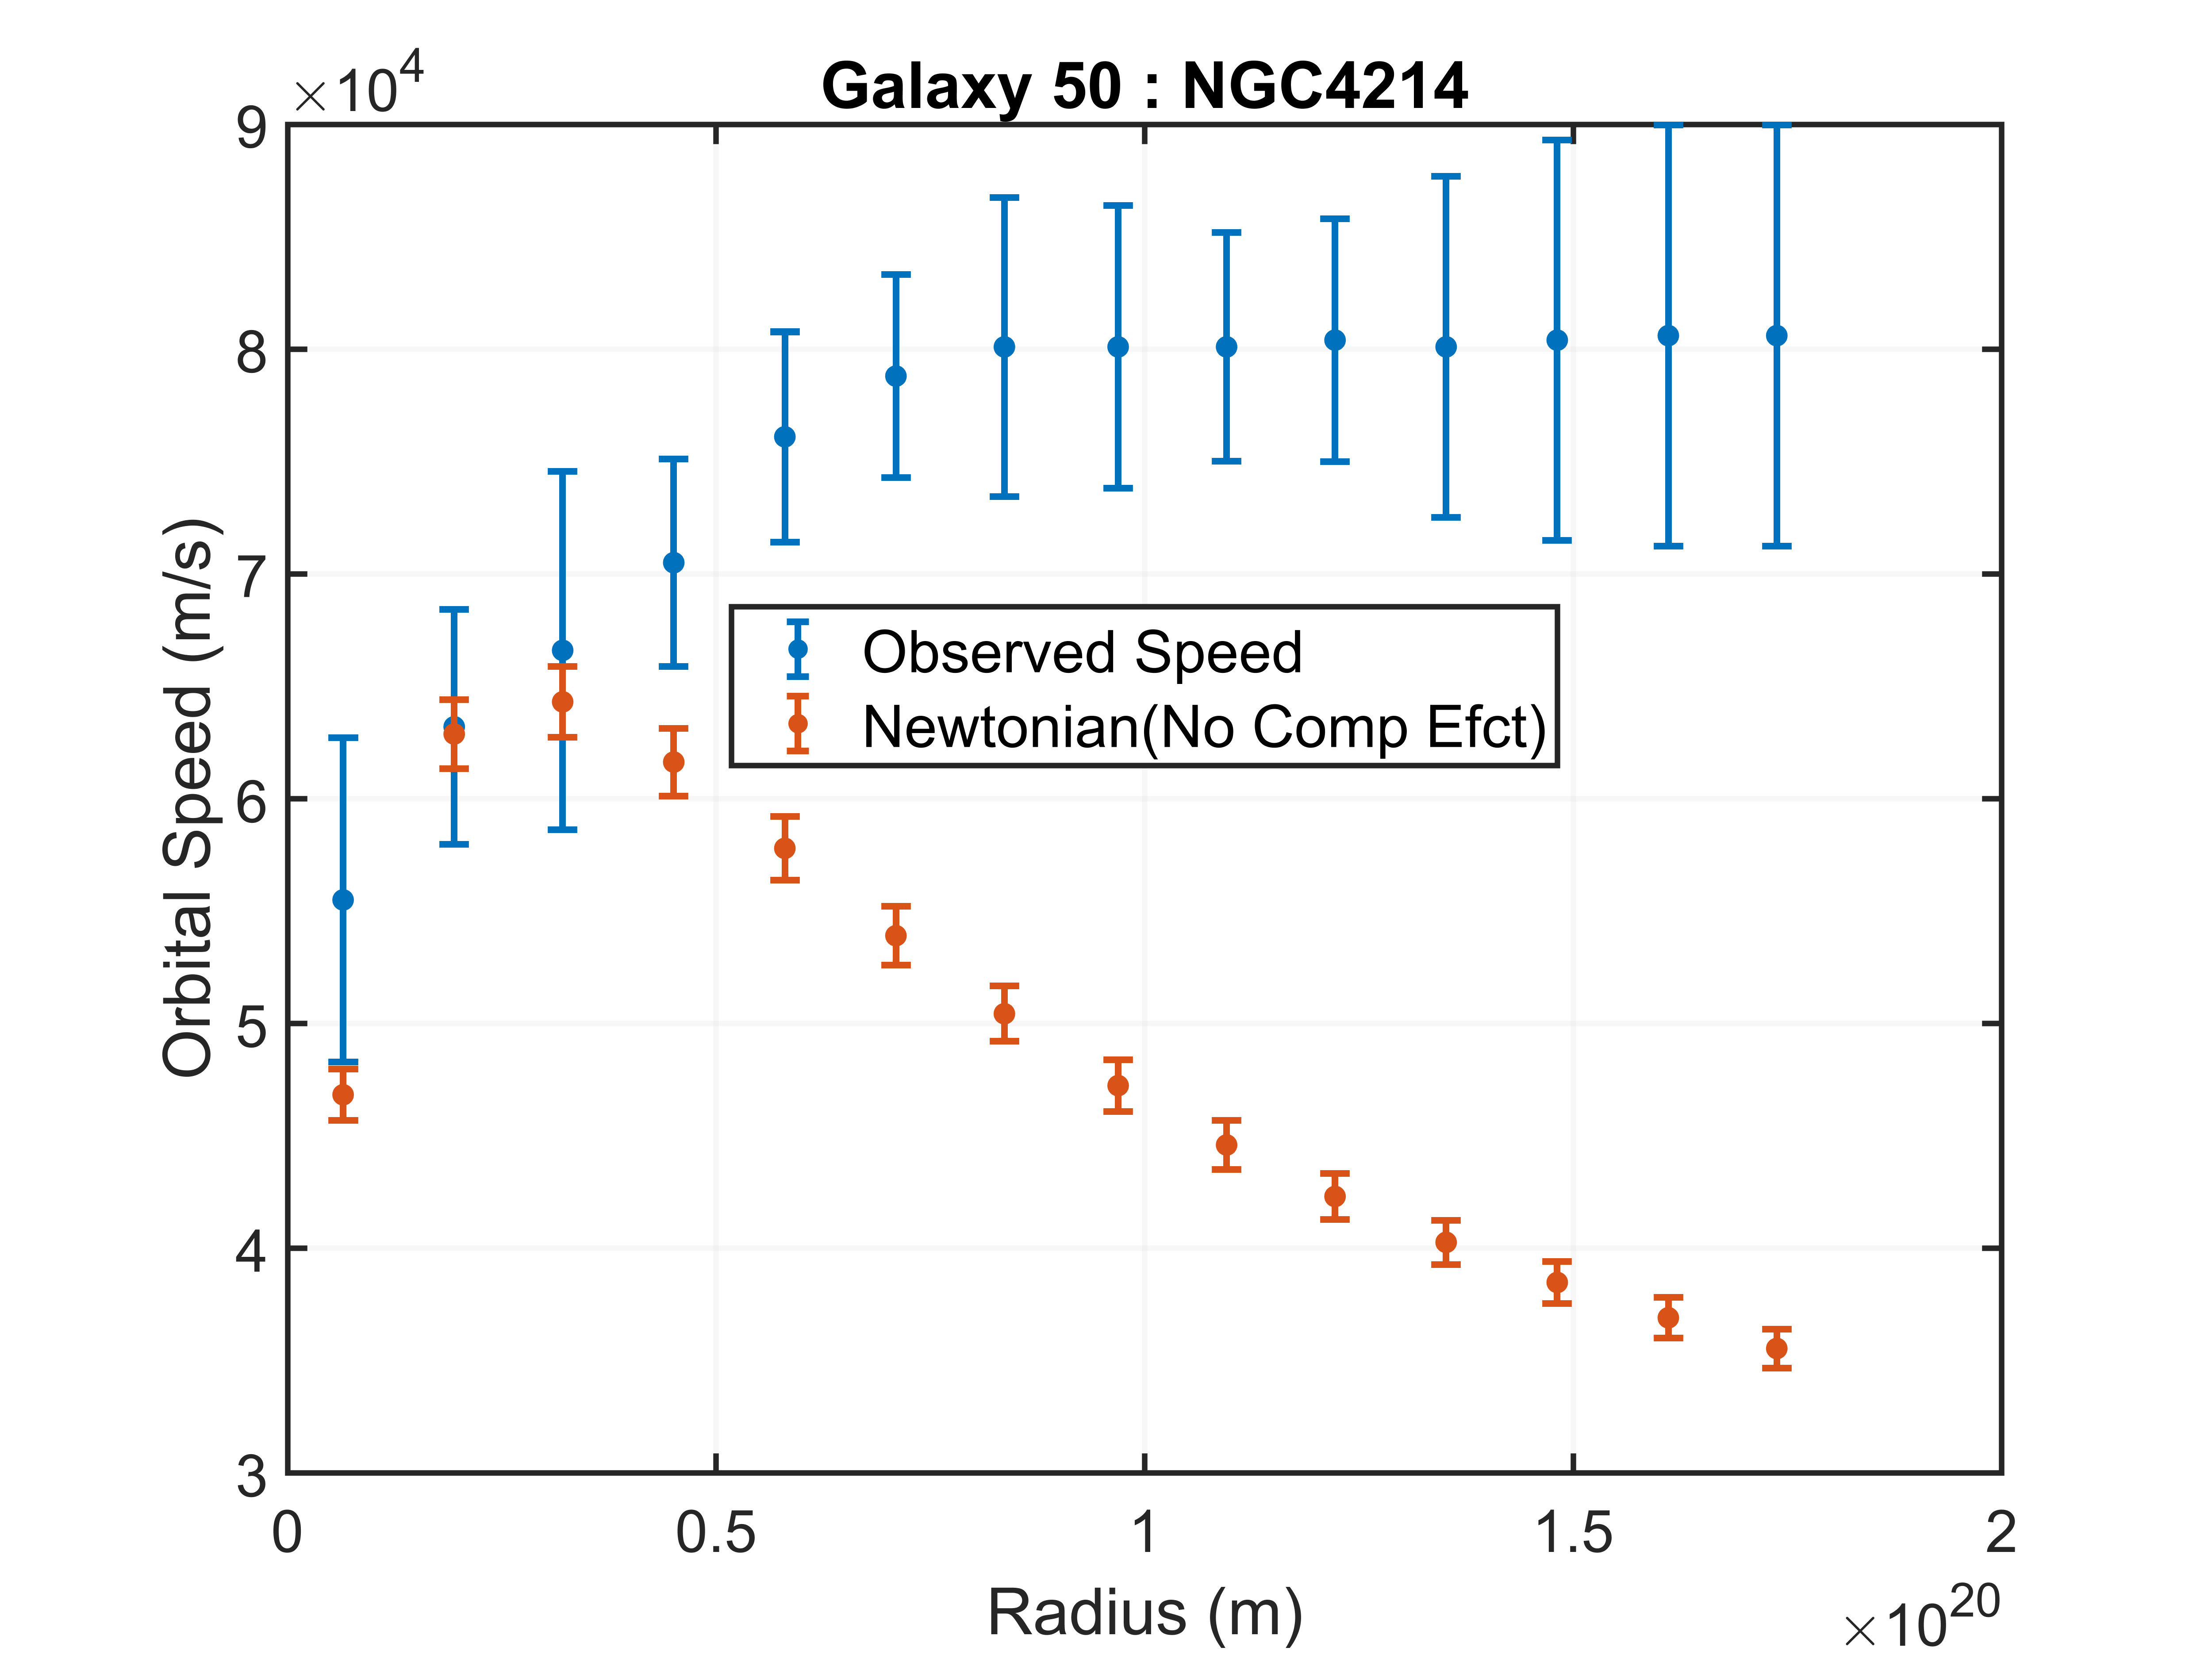 Galaxy 50 : NGC4214
×10⁴
9
8
7
6
5
4
3
Orbital Speed (m/s)
Observed Speed
Newtonian(No Comp Efct)
0 0.5 1 1.5 2
Radius (m)
×10²⁰